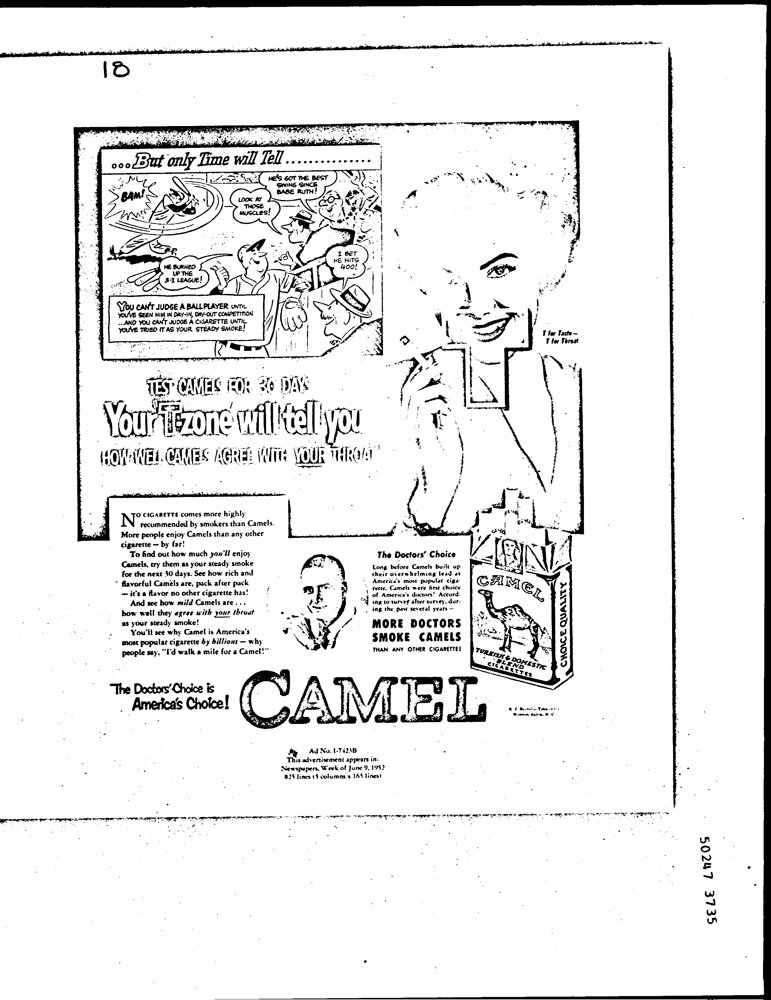 18
...But only Time will Tell...............
BAM!
HE'S GOT THE BEST
SWING SINCE
BABE RUTH!
LOOK AT
THOSE
MUSCLES!
I BET
HE HITS
400!
HE BURNED
UP THE
3-I LEAGUE!
YOU CAN'T JUDGE A BALLPLAYER UNTIL
YOU'VE SEEN HIM IN DAY-IN, DAY-OUT COMPETITION
...AND YOU CAN'T JUDGE A CIGARETTE UNTIL
YOU'VE TRIED IT AS YOUR STEADY SMOKE!
T for Taste —
T for Throat
TEST CAMELS FOR 30 DAYS
Your 'T-zone' will tell you
HOW WELL CAMELS AGREE WITH YOUR THROAT
NO CIGARETTE comes more highly
recommended by smokers than Camels.
More people enjoy Camels than any other
cigarette — by far!
To find out how much you'll enjoy
Camels, try them as your steady smoke
for the next 30 days. See how rich and
flavorful Camels are, pack after pack
— it's a flavor no other cigarette has!
And see how mild Camels are . . .
how well they agree with your throat
as your steady smoke!
You'll see why Camel is America's
most popular cigarette by billions — why
people say, "I'd walk a mile for a Camel!"
The Doctors' Choice
Long before Camels built up
their overwhelming lead as
America's most popular ciga-
rette, Camels were first choice
of America's doctors! Accord-
ing to survey after survey, dur-
ing the past several years —
MORE DOCTORS
SMOKE CAMELS
THAN ANY OTHER CIGARETTE!
CAMEL
TURKISH & DOMESTIC
BLEND
CIGARETTES
CHOICE QUALITY
The Doctors' Choice is
America's Choice!
CAMEL
Ad No. 1-7423B
This advertisement appears in:
Newspapers, Week of June 9, 1952
825 lines (5 columns x 165 lines)
50247 3735